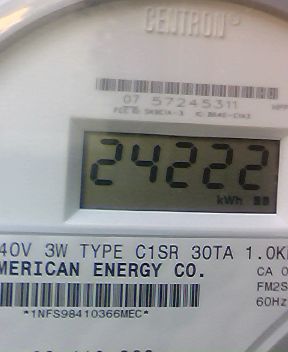 CENTRON®
07 57245311
24222
kWh
40V 3W TYPE C1SR 30TA 1.0K
MERICAN ENERGY CO.
CA 0
FM2S
60Hz
*1NFS98410366MEC*